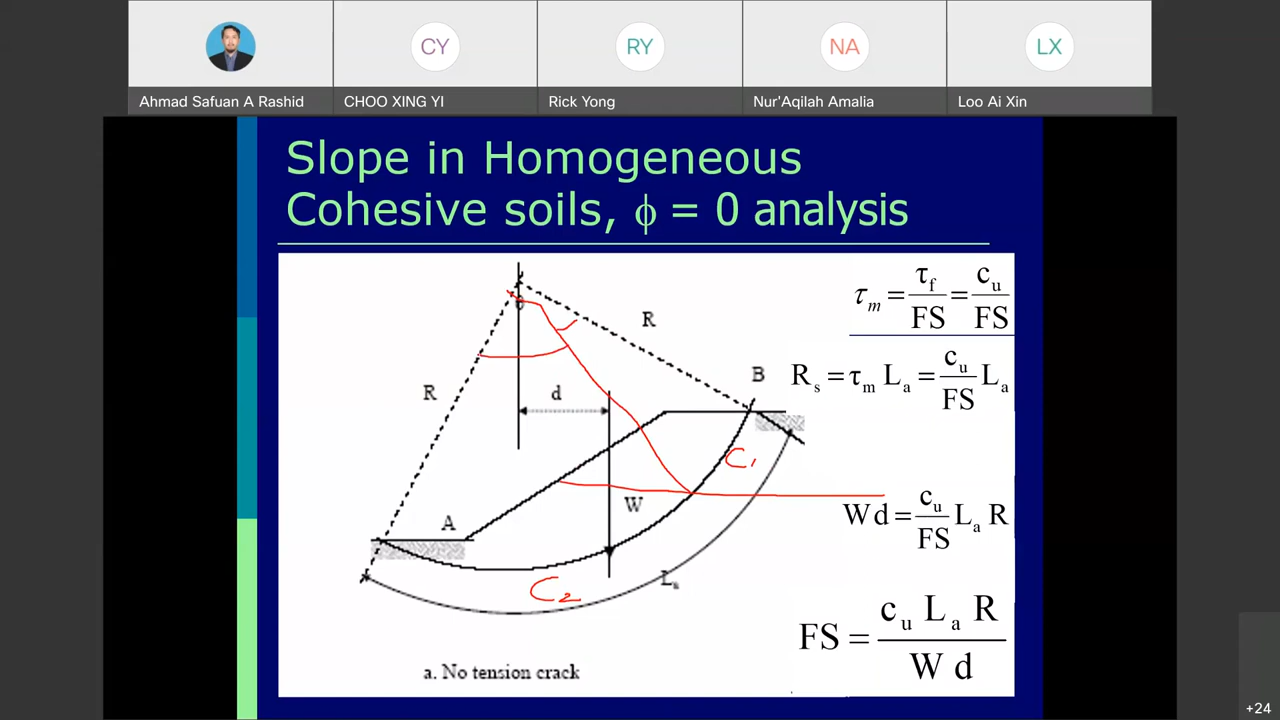 CY
RY
NA
LX
Ahmad Safuan A Rashid
CHOO XING YI
Rick Yong
Nur'Aqilah Amalia
Loo Ai Xin
Slope in Homogeneous
Cohesive soils, ϕ = 0 analysis
τm = τf/FS = cu/FS
R
B
Rs = τm La = cu/FS La
R
d
C1
W
Wd = cu/FS La R
A
C2
La
FS = cu La R / W d
a. No tension crack
+24